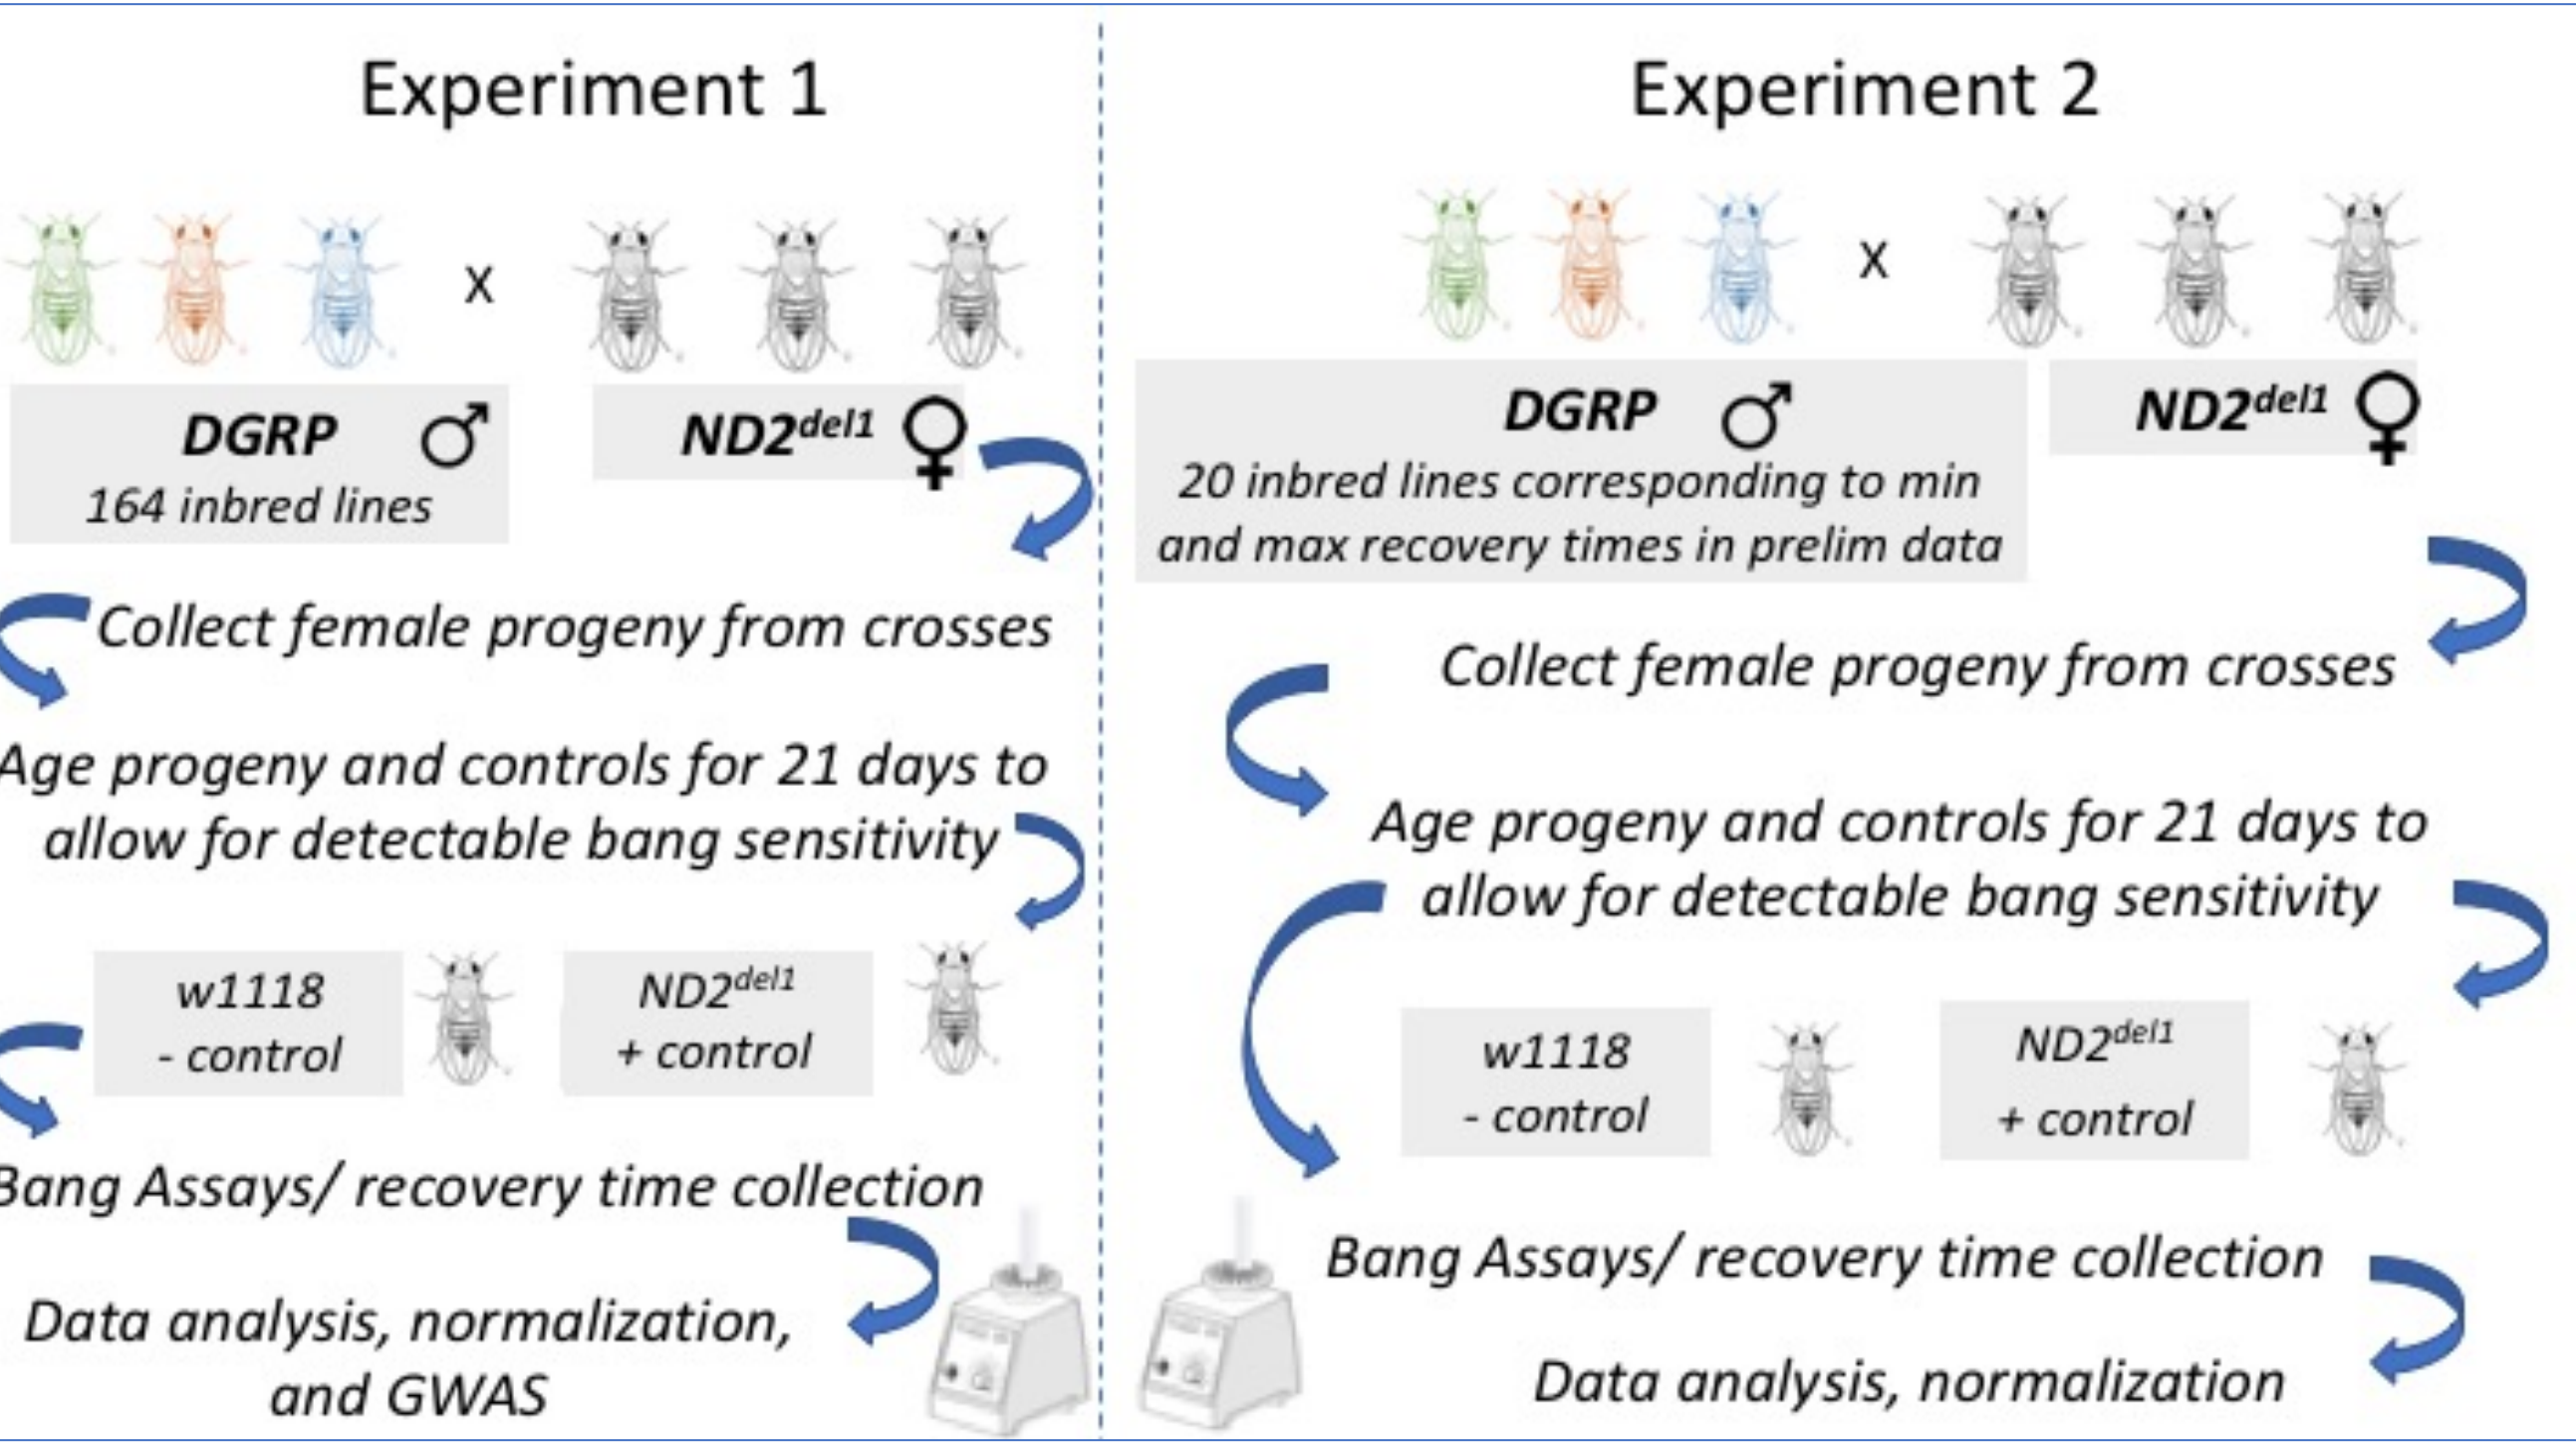 Experiment 1
X
DGRP ♂
164 inbred lines
ND2del1 ♀
Collect female progeny from crosses
Age progeny and controls for 21 days to
allow for detectable bang sensitivity
w1118
- control
ND2del1
+ control
Bang Assays/ recovery time collection
Data analysis, normalization,
and GWAS
Experiment 2
X
DGRP ♂
20 inbred lines corresponding to min
and max recovery times in prelim data
ND2del1 ♀
Collect female progeny from crosses
Age progeny and controls for 21 days to
allow for detectable bang sensitivity
w1118
- control
ND2del1
+ control
Bang Assays/ recovery time collection
Data analysis, normalization